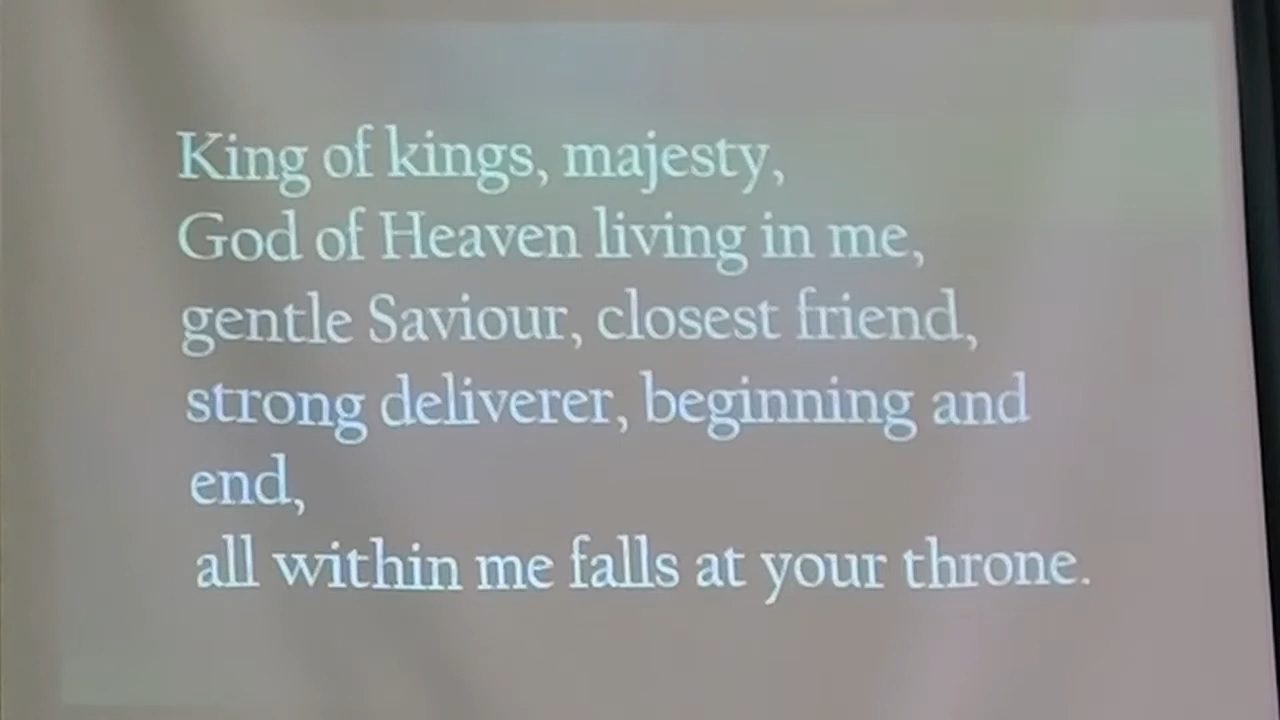 King of kings, majesty,
God of Heaven living in me,
gentle Saviour, closest friend,
strong deliverer, beginning and
end,
all within me falls at your throne.